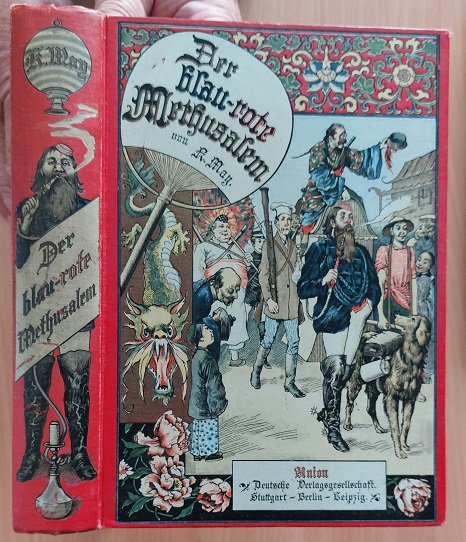 K. May
Der
blau-rote
Methusalem
Der
blau-rote
Methusalem
von K. May.
Union
Deutsche Verlagsgesellschaft.
Stuttgart - Berlin - Leipzig.